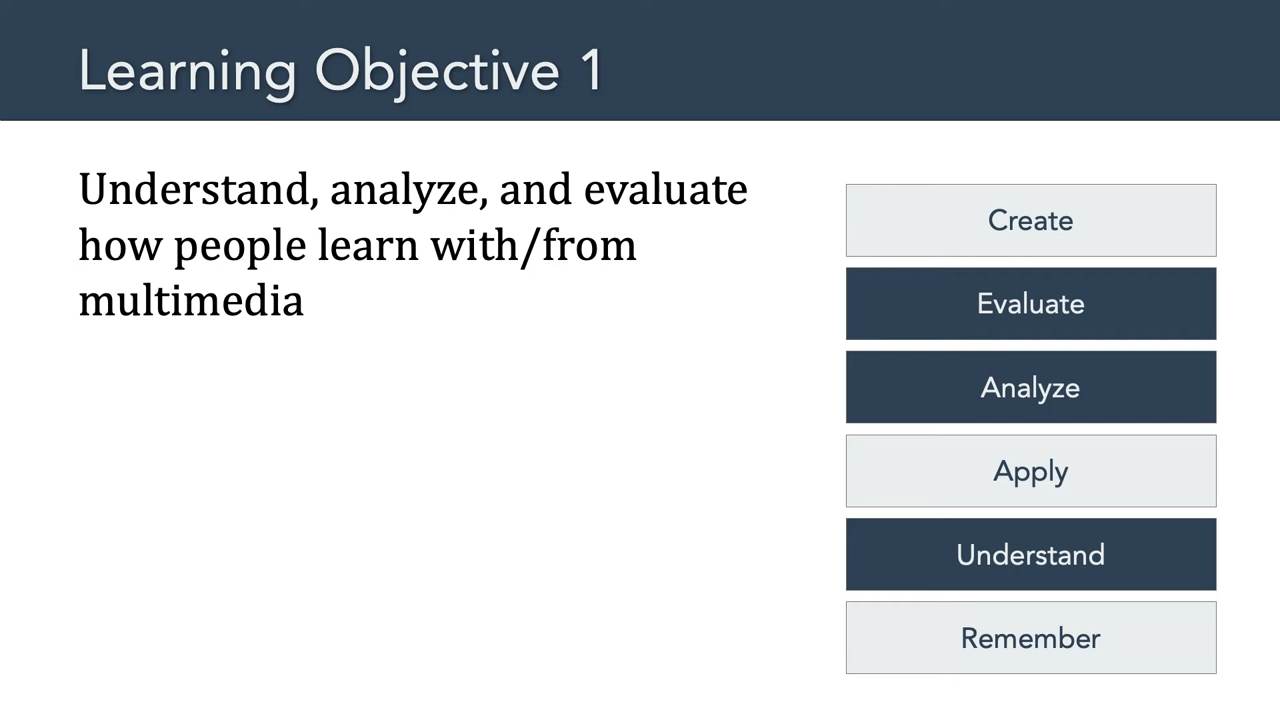 Learning Objective 1
Understand, analyze, and evaluate
how people learn with/from
multimedia
Create
Evaluate
Analyze
Apply
Understand
Remember